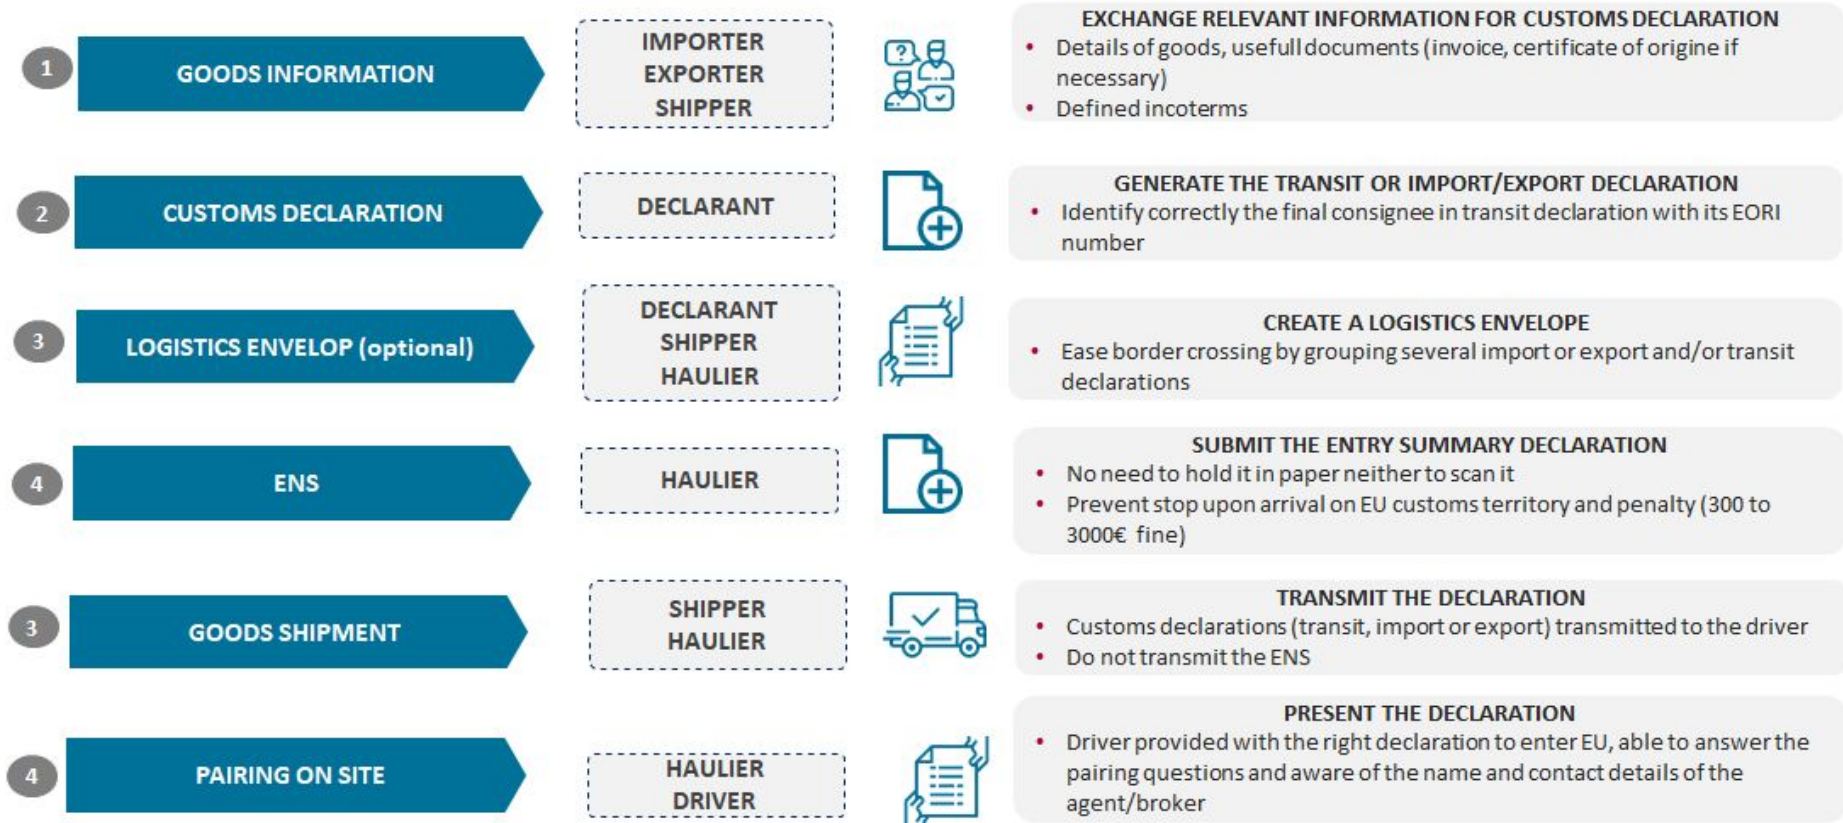 1
GOODS INFORMATION
IMPORTER
EXPORTER
SHIPPER
?
EXCHANGE RELEVANT INFORMATION FOR CUSTOMS DECLARATION
• Details of goods, usefull documents (invoice, certificate of origine if
necessary)
• Defined incoterms
2
CUSTOMS DECLARATION
DECLARANT
GENERATE THE TRANSIT OR IMPORT/EXPORT DECLARATION
• Identify correctly the final consignee in transit declaration with its EORI
number
3
LOGISTICS ENVELOP (optional)
DECLARANT
SHIPPER
HAULIER
CREATE A LOGISTICS ENVELOPE
• Ease border crossing by grouping several import or export and/or transit
declarations
4
ENS
HAULIER
SUBMIT THE ENTRY SUMMARY DECLARATION
• No need to hold it in paper neither to scan it
• Prevent stop upon arrival on EU customs territory and penalty (300 to
3000€ fine)
3
GOODS SHIPMENT
SHIPPER
HAULIER
TRANSMIT THE DECLARATION
• Customs declarations (transit, import or export) transmitted to the driver
• Do not transmit the ENS
4
PAIRING ON SITE
HAULIER
DRIVER
PRESENT THE DECLARATION
• Driver provided with the right declaration to enter EU, able to answer the
pairing questions and aware of the name and contact details of the
agent/broker